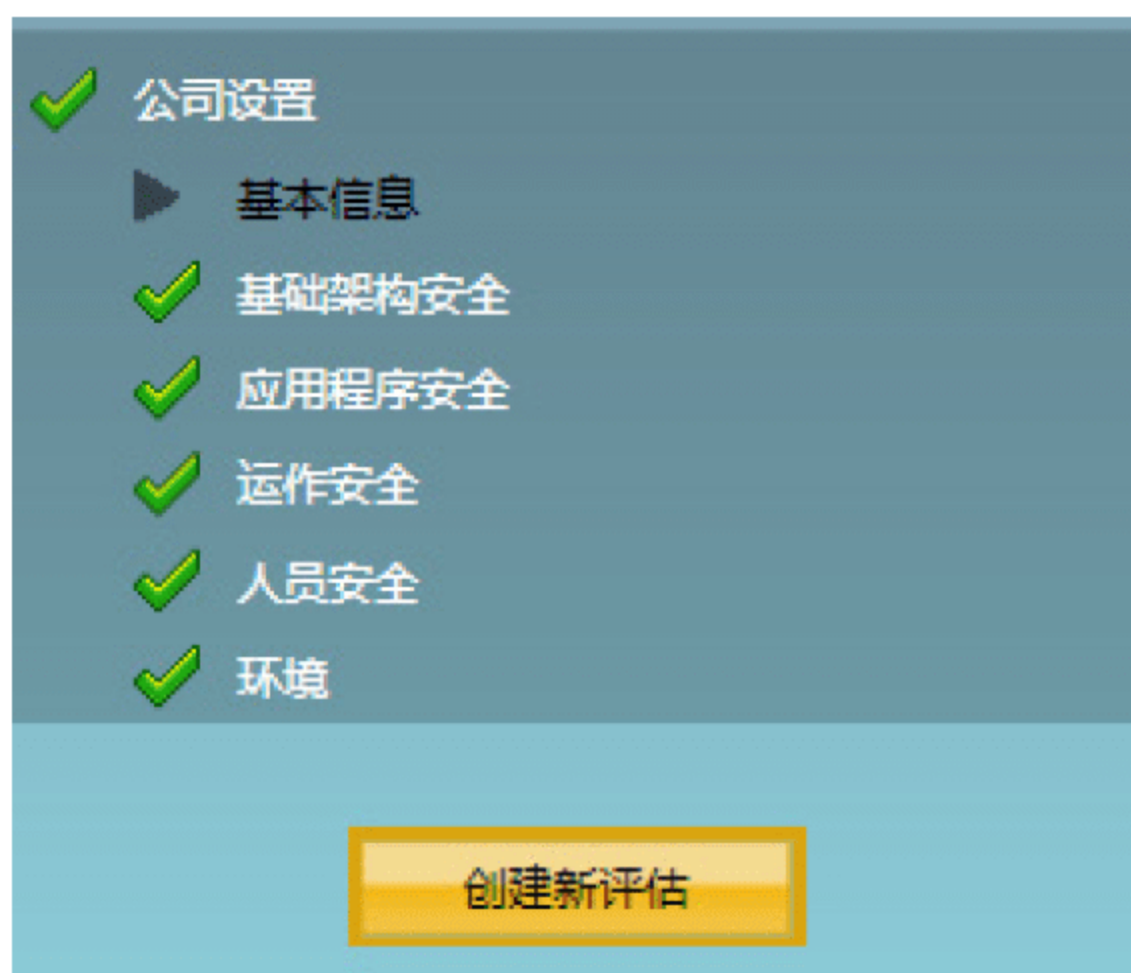 公司设置
基本信息
基础架构安全
应用程序安全
运作安全
人员安全
环境
创建新评估